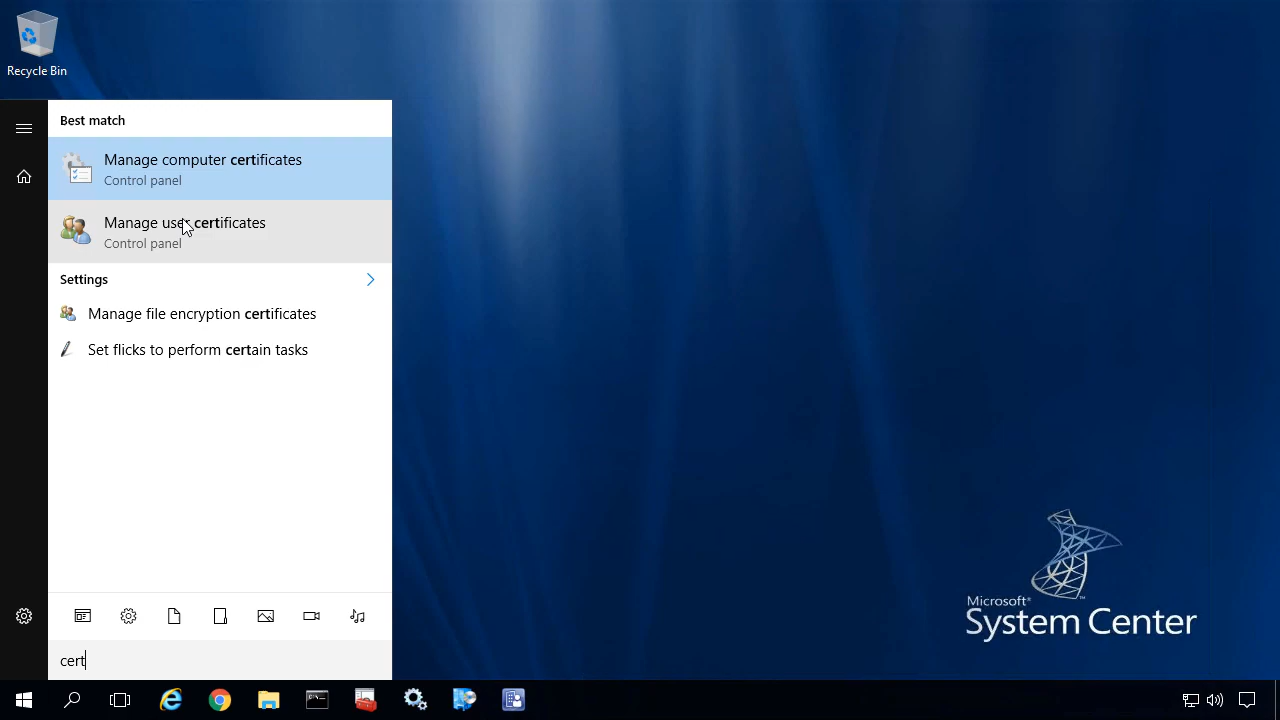 Recycle Bin
Best match
Manage computer certificates
Control panel
Manage user certificates
Control panel
Settings
Manage file encryption certificates
Set flicks to perform certain tasks
cert
Microsoft®
System Center